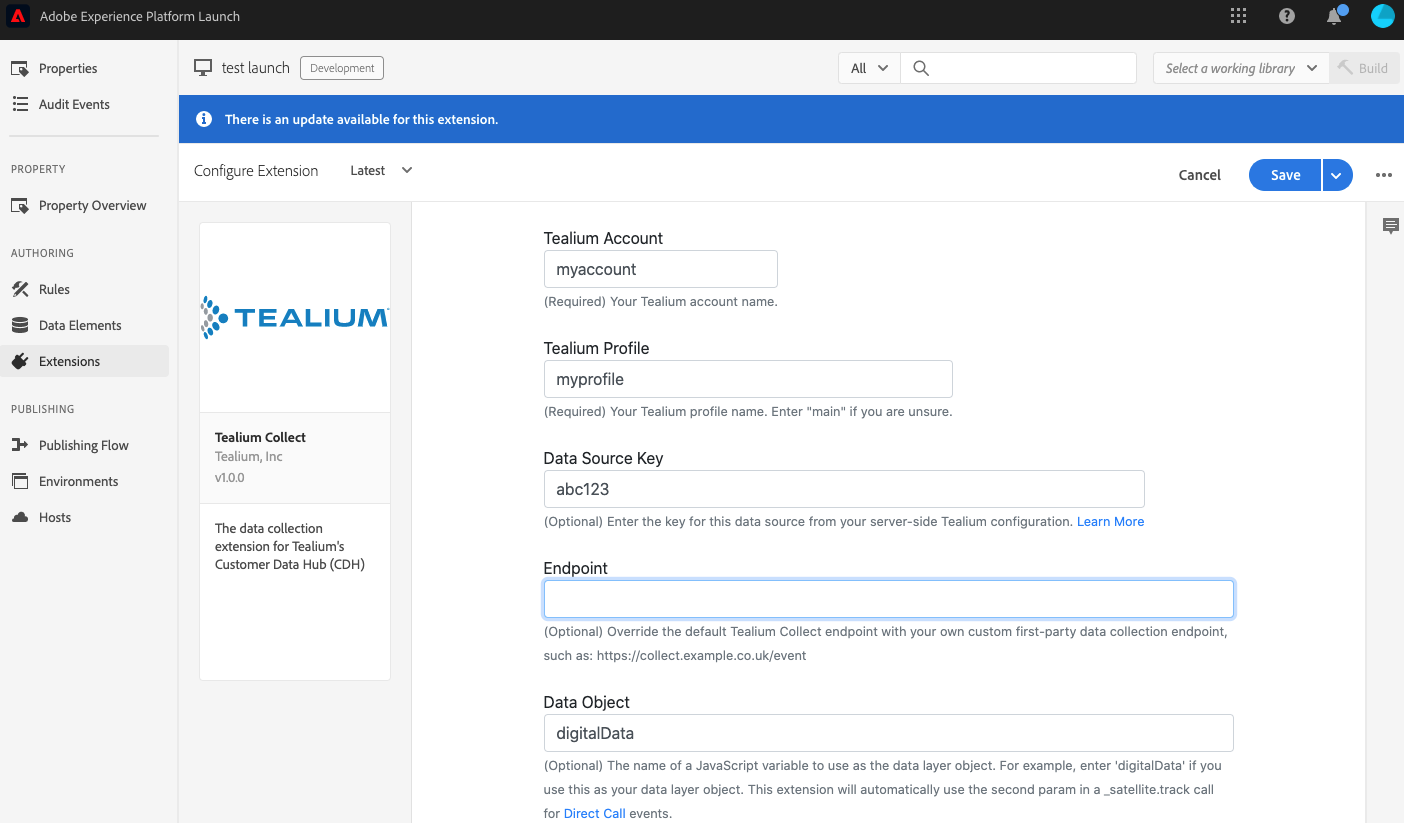 Adobe Experience Platform Launch
Properties
Audit Events
PROPERTY
Property Overview
AUTHORING
Rules
Data Elements
Extensions
PUBLISHING
Publishing Flow
Environments
Hosts
test launch
Development
All
Select a working library
Build
There is an update available for this extension.
Configure Extension
Latest
Cancel
Save
TEALIUM
Tealium Collect
Tealium, Inc
v1.0.0
The data collection
extension for Tealium's
Customer Data Hub (CDH)
Tealium Account
myaccount
(Required) Your Tealium account name.
Tealium Profile
myprofile
(Required) Your Tealium profile name. Enter "main" if you are unsure.
Data Source Key
abc123
(Optional) Enter the key for this data source from your server-side Tealium configuration. Learn More
Endpoint
(Optional) Override the default Tealium Collect endpoint with your own custom first-party data collection endpoint,
such as: https://collect.example.co.uk/event
Data Object
digitalData
(Optional) The name of a JavaScript variable to use as the data layer object. For example, enter 'digitalData' if you
use this as your data layer object. This extension will automatically use the second param in a _satellite.track call
for Direct Call events.